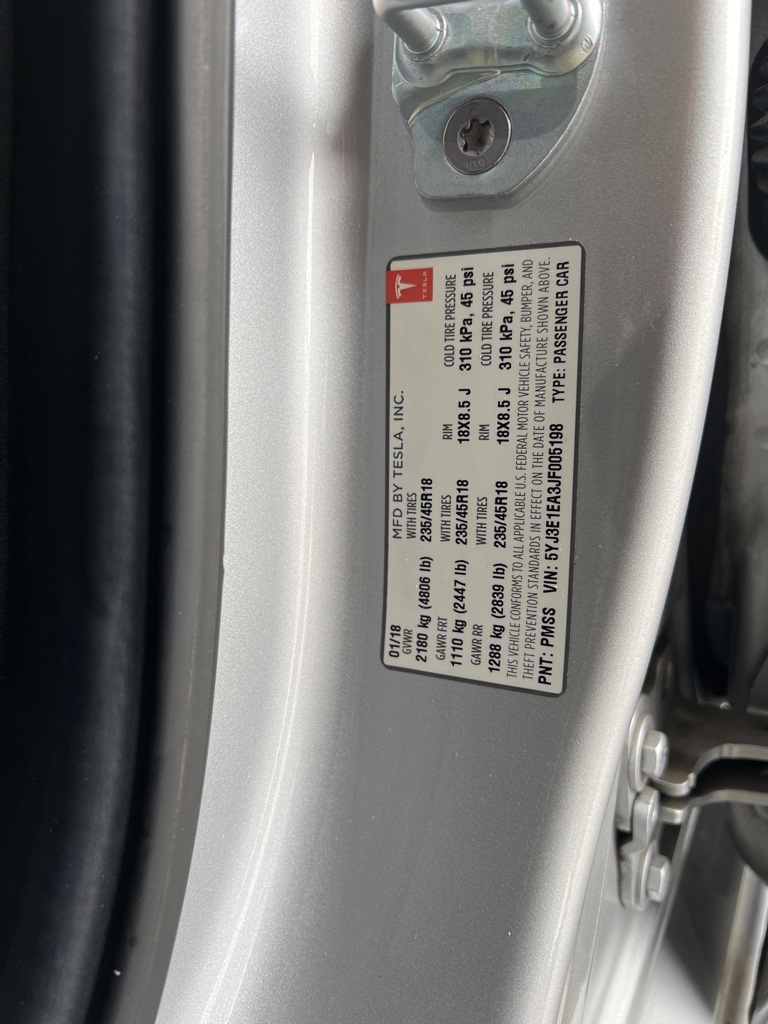 MFD BY TESLA, INC.
TESLA
01/18
GVWR WITH TIRES RIM COLD TIRE PRESSURE
2180 kg (4806 lb) 235/45R18 18X8.5 J 310 kPa, 45 psi
GAWR FRT WITH TIRES RIM COLD TIRE PRESSURE
1110 kg (2447 lb) 235/45R18 18X8.5 J 310 kPa, 45 psi
GAWR RR WITH TIRES
1288 kg (2839 lb) 235/45R18
THIS VEHICLE CONFORMS TO ALL APPLICABLE U.S. FEDERAL MOTOR VEHICLE SAFETY, BUMPER, AND
THEFT PREVENTION STANDARDS IN EFFECT ON THE DATE OF MANUFACTURE SHOWN ABOVE.
PNT: PMSS VIN: 5YJ3E1EA3JF005198 TYPE: PASSENGER CAR
10.9